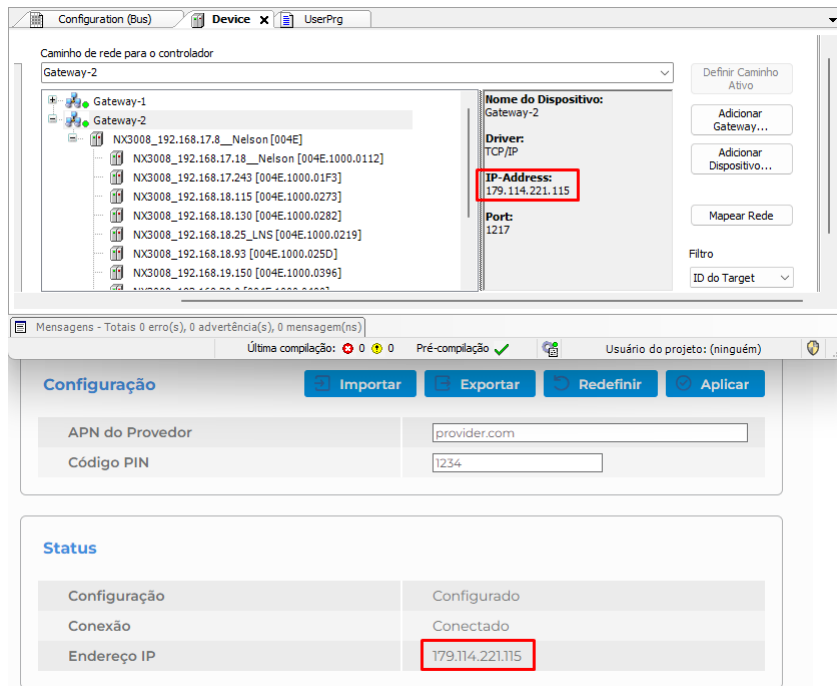 Configuration (Bus)
Device
UserPrg
Caminho de rede para o controlador
Gateway-2
Definir Caminho
Ativo
Gateway-1
Gateway-2
NX3008_192.168.17.8__Nelson [004E]
NX3008_192.168.17.18__Nelson [004E.1000.0112]
NX3008_192.168.17.243 [004E.1000.01F3]
NX3008_192.168.18.115 [004E.1000.0273]
NX3008_192.168.18.130 [004E.1000.0282]
NX3008_192.168.18.25_LNS [004E.1000.0219]
NX3008_192.168.18.93 [004E.1000.025D]
NX3008_192.168.19.150 [004E.1000.0396]
Nome do Dispositivo:
Gateway-2
Driver:
TCP/IP
IP-Address:
179.114.221.115
Port:
1217
Adicionar
Gateway...
Adicionar
Dispositivo...
Mapear Rede
Filtro
ID do Target
Mensagens - Totais 0 erro(s), 0 advertência(s), 0 mensagem(ns)
Última compilação: 0 0 Pré-compilação Usuário do projeto: (ninguém)
Configuração
Importar
Exportar
Redefinir
Aplicar
APN do Provedor provider.com
Código PIN 1234
Status
Configuração Configurado
Conexão Conectado
Endereço IP 179.114.221.115